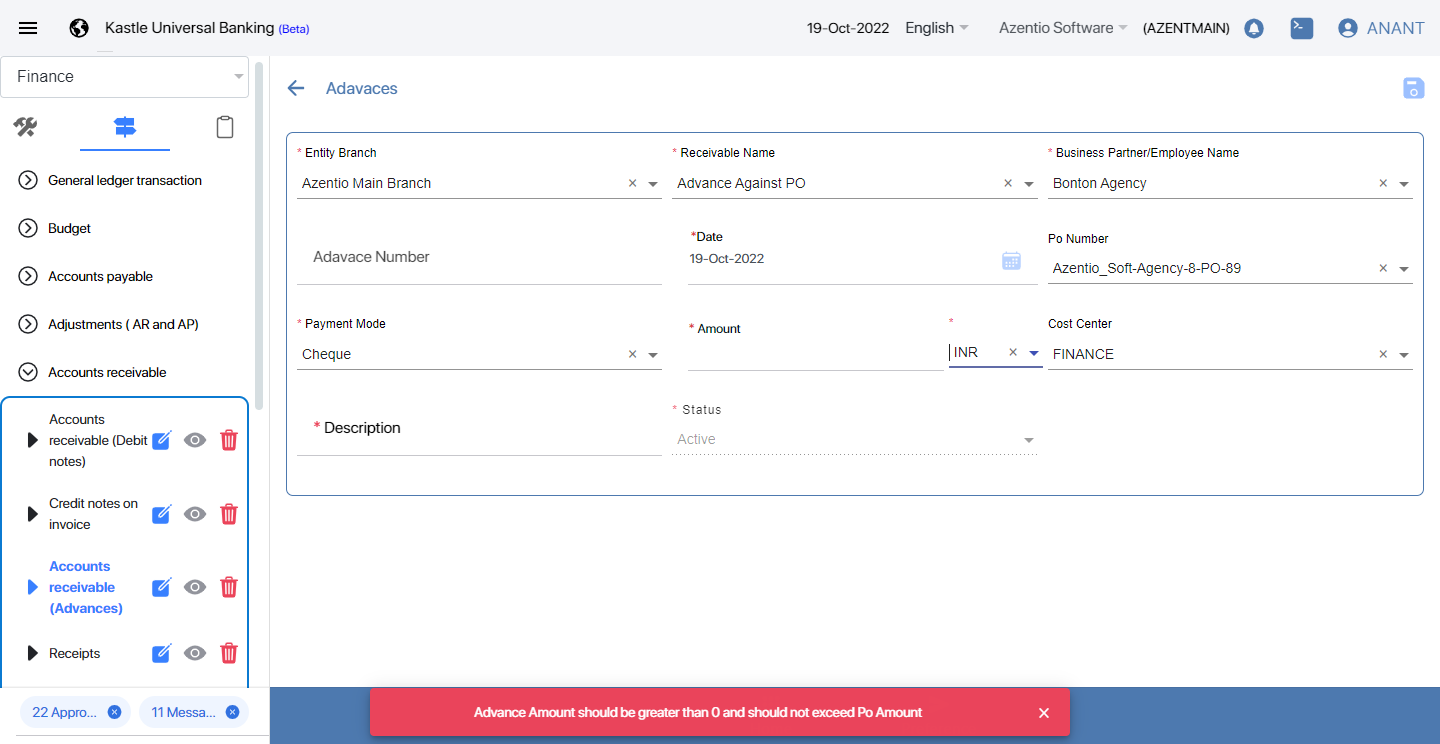 Kastle Universal Banking (Beta)
19-Oct-2022
English
Azentio Software
(AZENTMAIN)
ANANT
Finance
General ledger transaction
Budget
Accounts payable
Adjustments ( AR and AP)
Accounts receivable
Accounts
receivable (Debit
notes)
Credit notes on
invoice
Accounts
receivable
(Advances)
Receipts
22 Appro...
11 Messa...
Adavaces
* Entity Branch
Azentio Main Branch
* Receivable Name
Advance Against PO
* Business Partner/Employee Name
Bonton Agency
Adavace Number
*Date
19-Oct-2022
Po Number
Azentio_Soft-Agency-8-PO-89
* Payment Mode
Cheque
* Amount
*
INR
Cost Center
FINANCE
* Description
* Status
Active
Advance Amount should be greater than 0 and should not exceed Po Amount